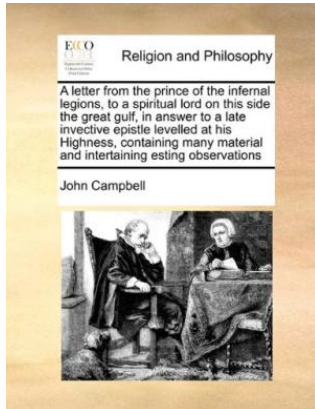 ECCO
Religion and Philosophy
A letter from the prince of the infernal
legions, to a spiritual lord on this side
the great gulf, in answer to a late
invective epistle levelled at his
Highness, containing many material
and intertaining esting observations
John Campbell